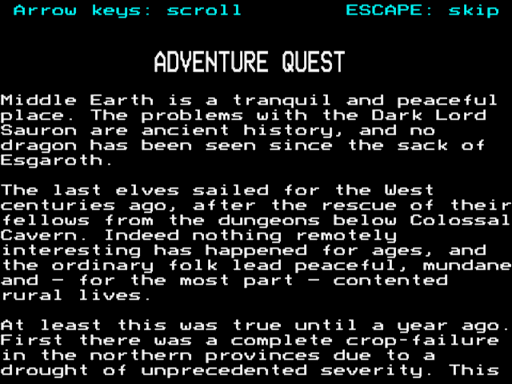 Arrow keys: scroll ESCAPE: skip
ADVENTURE QUEST
Middle Earth is a tranquil and peaceful
place. The problems with the Dark Lord
Sauron are ancient history, and no
dragon has been seen since the sack of
Esgaroth.
The last elves sailed for the West
centuries ago, after the rescue of their
fellows from the dungeons below Colossal
Cavern. Indeed nothing remotely
interesting has happened for ages, and
the ordinary folk lead peaceful, mundane
and – for the most part – contented
rural lives.
At least this was true until a year ago.
First there was a complete crop-failure
in the northern provinces due to a
drought of unprecedented severity. This